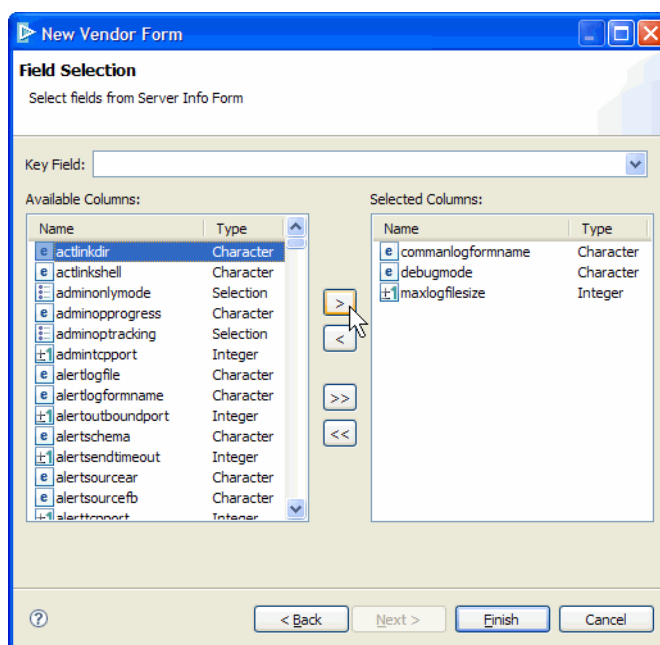 New Vendor Form
Field Selection
Select fields from Server Info Form
Key Field:
Available Columns:
Name Type
actlinkdir Character
actlinkshell Character
adminonlymode Selection
adminopprogress Character
adminoptracking Selection
admintcpport Integer
alertlogfile Character
alertlogformname Character
alertoutboundport Integer
alertschema Character
alertsendtimeout Integer
alertsourcear Character
alertsourcefb Character
alerttcpport Integer
>
<
>>
<<
Selected Columns:
Name Type
commanlogformname Character
debugmode Character
maxlogfilesize Integer
? < Back Next > Finish Cancel